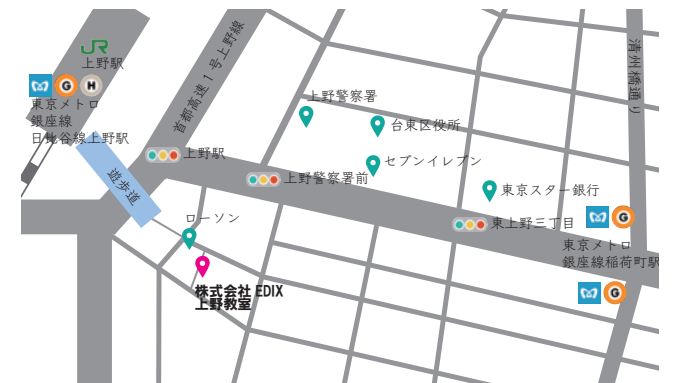 JR
上野駅
G
H
東京メトロ
銀座線
日比谷線上野駅
首都高速1号上野線
清州橋通り
上野警察署
台東区役所
上野駅
セブンイレブン
上野警察署前
東京スター銀行
遊歩道
ローソン
東上野三丁目
G
東京メトロ
銀座線稲荷町駅
G
株式会社 EDIX
上野教室